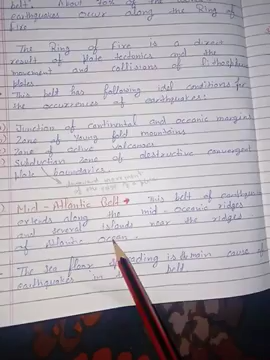 belt". About 70% of the
earthquakes occur along the Ring of
Fire
The Ring of Fire is a direct
result of plate tectonics and the
movement and collisions of lithospheric
plates
This belt has following conditions for
the occurrences of earthquakes:
Junction of continental and oceanic margins
Zone of young fold mountains
Zone of active volcanoes
Subduction zone of destructive convergent
plate boundaries.
Mid-Atlantic Belt → This belt of earthquake
extends along the mid-oceanic ridges
and several islands near the ridges
of Atlantic ocean.
The sea floor spreading is the main cause of
earthquakes in belt